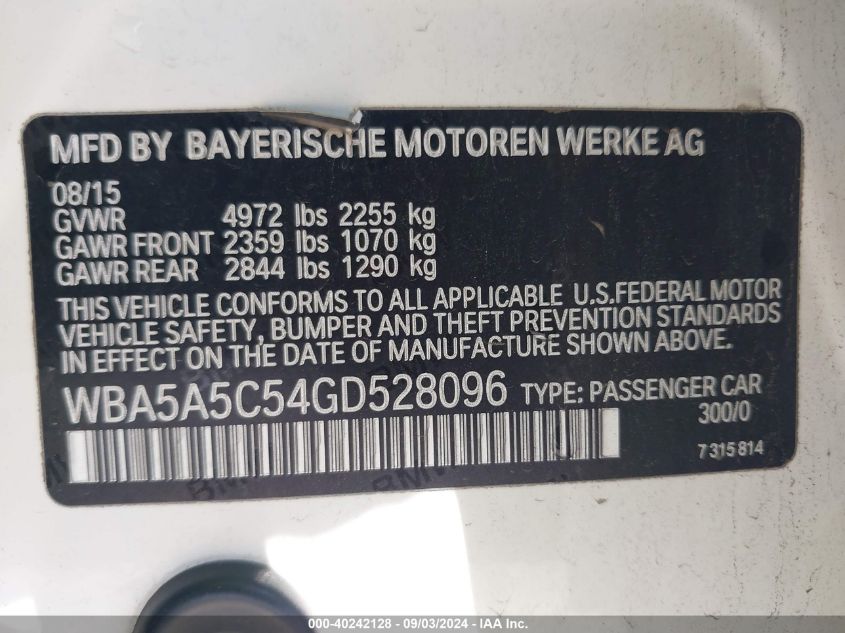 MFD BY BAYERISCHE MOTOREN WERKE AG
08/15
GVWR 4972 lbs 2255 kg
GAWR FRONT 2359 lbs 1070 kg
GAWR REAR 2844 lbs 1290 kg
THIS VEHICLE CONFORMS TO ALL APPLICABLE U.S.FEDERAL MOTOR
VEHICLE SAFETY, BUMPER AND THEFT PREVENTION STANDARDS
IN EFFECT ON THE DATE OF MANUFACTURE SHOWN ABOVE.
WBA5A5C54GD528096 TYPE: PASSENGER CAR
300/0
7 315 814
000-40242128 - 09/03/2024 - IAA Inc.